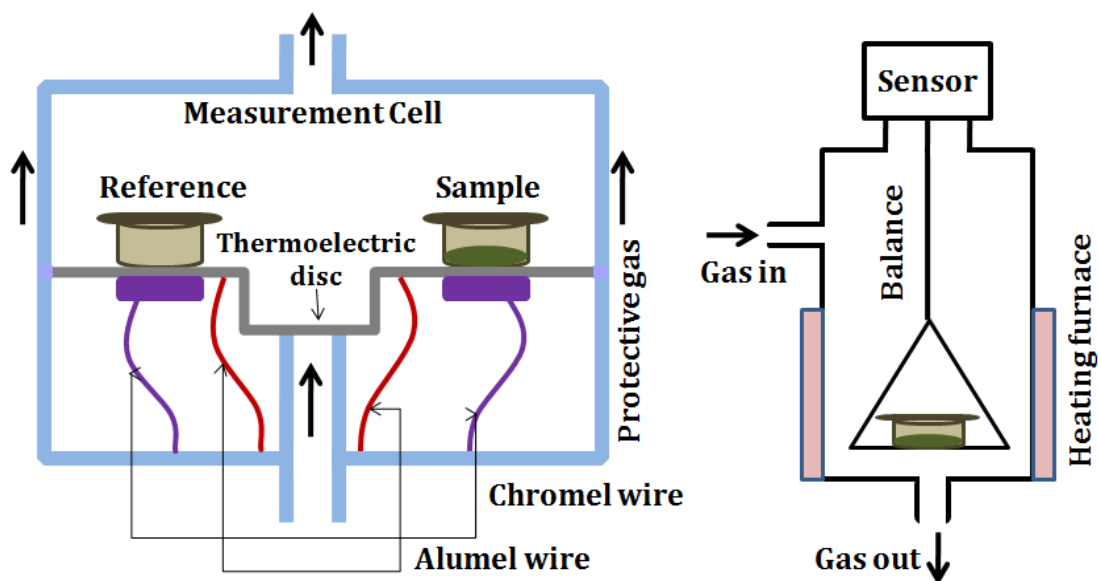 Measurement Cell
Reference
Sample
Thermoelectric
disc
Protective gas
Chromel wire
Alumel wire
Sensor
Balance
Gas in
Heating furnace
Gas out